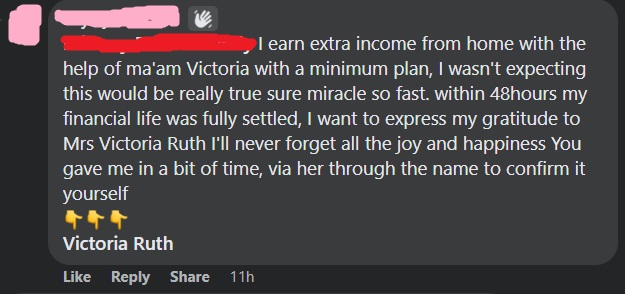 I earn extra income from home with the
help of ma'am Victoria with a minimum plan, I wasn't expecting
this would be really true sure miracle so fast. within 48hours my
financial life was fully settled, I want to express my gratitude to
Mrs Victoria Ruth I'll never forget all the joy and happiness You
gave me in a bit of time, via her through the name to confirm it
yourself
👇👇👇
Victoria Ruth
Like Reply Share 11h